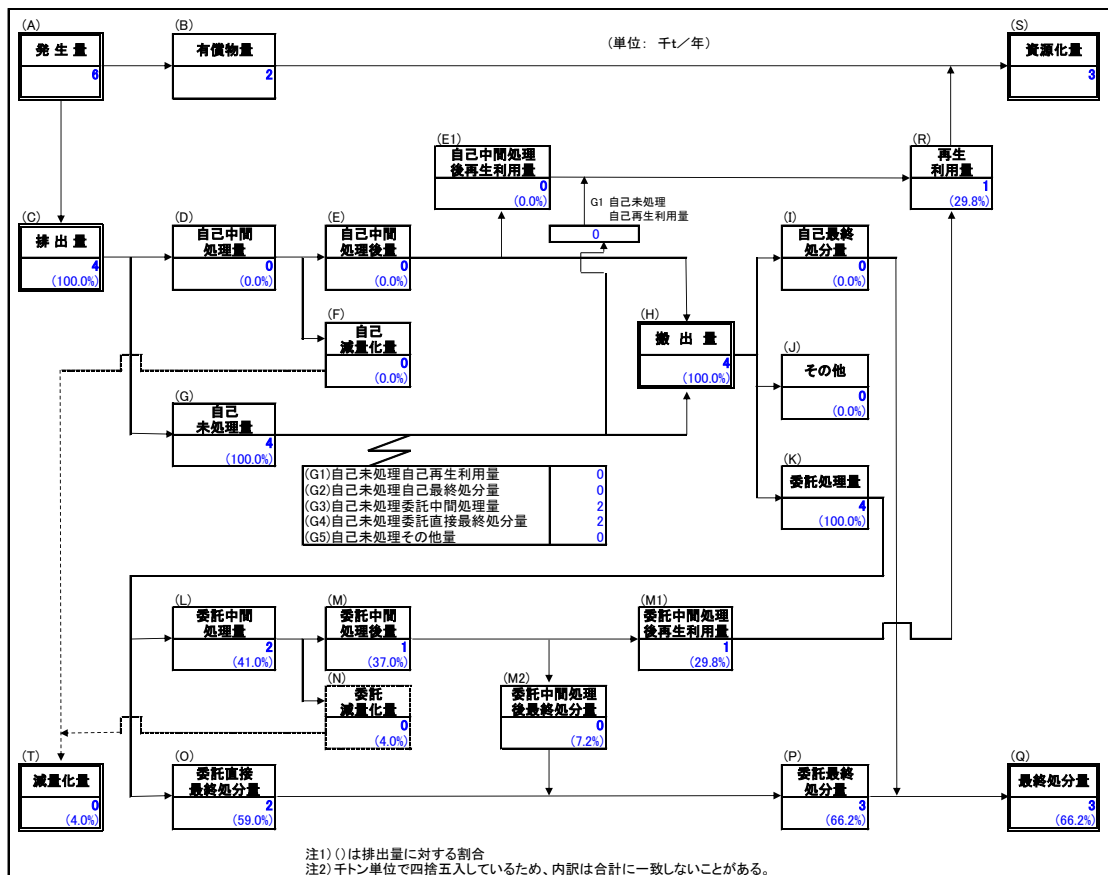 (A)
発生量
6
(B)
有償物量
2
(単位: 千t／年)
(S)
資源化量
3
(E1)
自己中間処理
後再生利用量
0
(0.0%)
G1 自己未処理
自己再生利用量
0
(R)
再生
利用量
1
(29.8%)
(C)
排出量
4
(100.0%)
(D)
自己中間
処理量
0
(0.0%)
(E)
自己中間
処理後量
0
(0.0%)
(I)
自己最終
処分量
0
(0.0%)
(F)
自己
減量化量
0
(0.0%)
(H)
搬出量
4
(100.0%)
(J)
その他
0
(0.0%)
(G)
自己
未処理量
4
(100.0%)
(G1)自己未処理自己再生利用量 0
(G2)自己未処理自己最終処分量 0
(G3)自己未処理委託中間処理量 2
(G4)自己未処理委託直接最終処分量 2
(G5)自己未処理その他量 0
(K)
委託処理量
4
(100.0%)
(L)
委託中間
処理量
2
(41.0%)
(M)
委託中間
処理後量
1
(37.0%)
(M1)
委託中間処理
後再生利用量
1
(29.8%)
(N)
委託
減量化量
0
(4.0%)
(M2)
委託中間処理
後最終処分量
0
(7.2%)
(T)
減量化量
0
(4.0%)
(O)
委託直接
最終処分量
2
(59.0%)
(P)
委託最終
処分量
3
(66.2%)
(Q)
最終処分量
3
(66.2%)
注1)()は排出量に対する割合
注2)千トン単位で四捨五入しているため、内訳は合計に一致しないことがある。